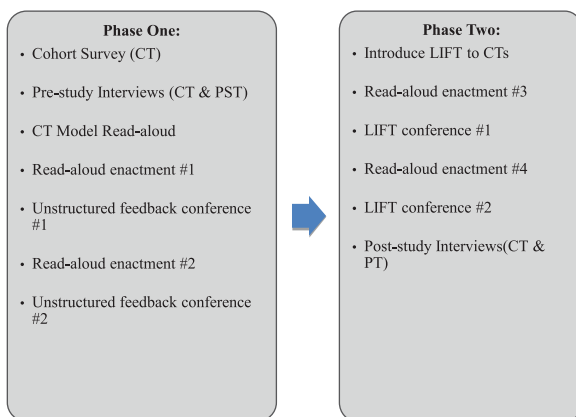 Phase One:
• Cohort Survey (CT)
• Pre-study Interviews (CT & PST)
• CT Model Read-aloud
• Read-aloud enactment #1
• Unstructured feedback conference
#1
• Read-aloud enactment #2
• Unstructured feedback conference
#2
Phase Two:
• Introduce LIFT to CTs
• Read-aloud enactment #3
• LIFT conference #1
• Read-aloud enactment #4
• LIFT conference #2
• Post-study Interviews(CT &
PT)